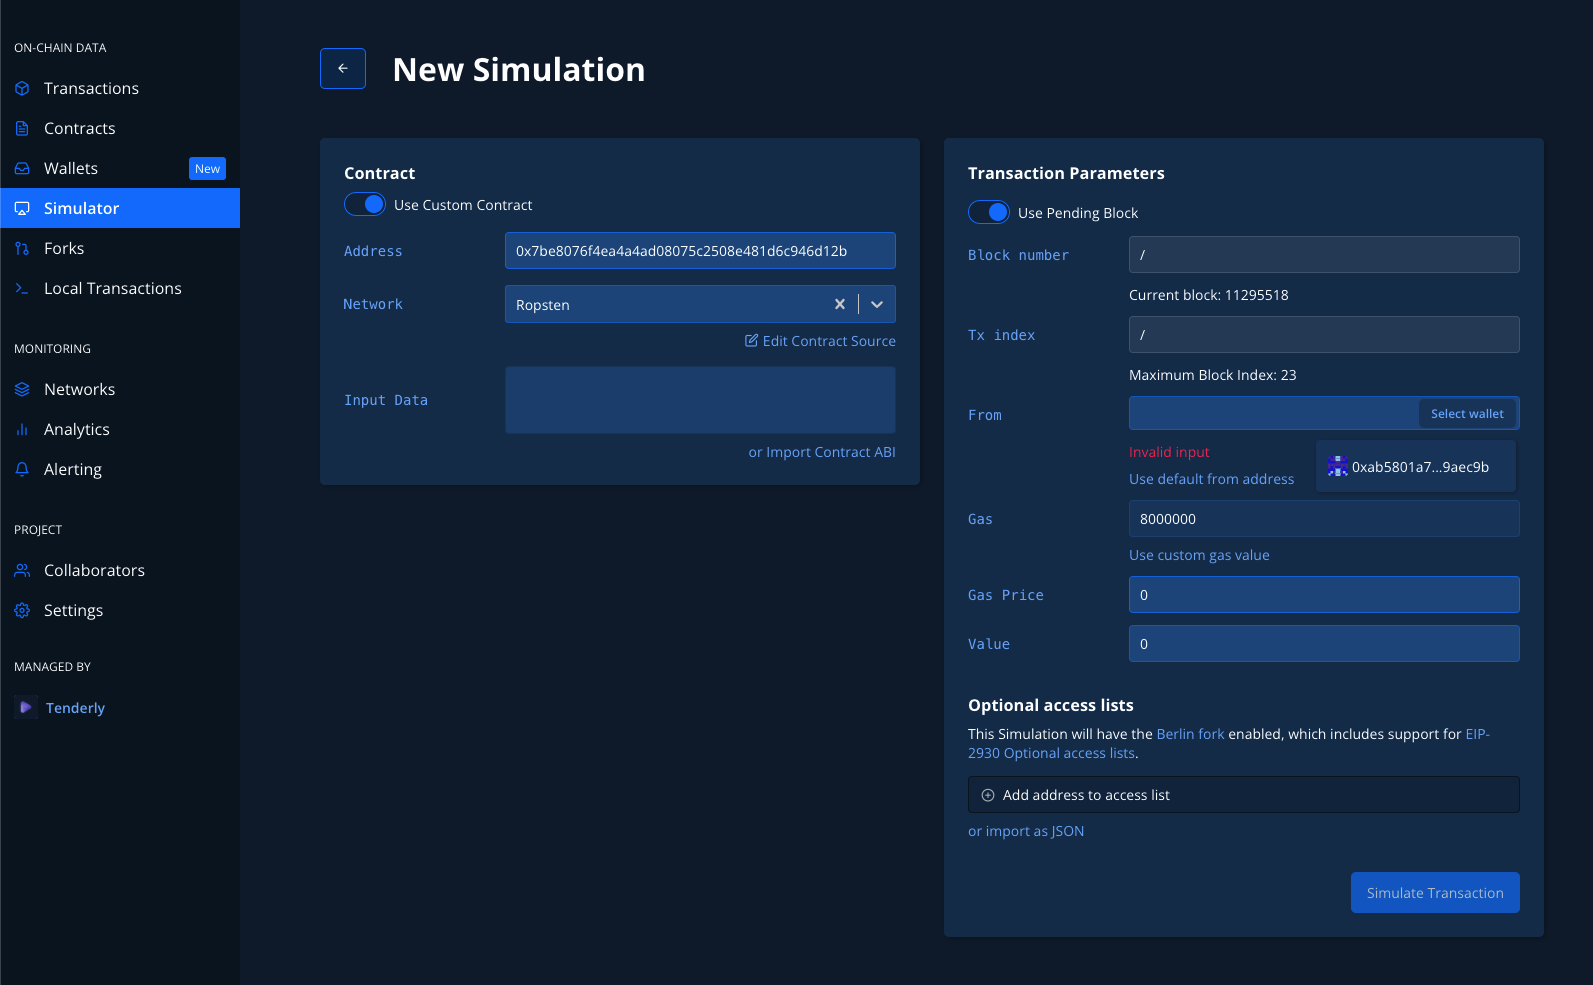 ON-CHAIN DATA
Transactions
Contracts
Wallets New
Simulator
Forks
Local Transactions
MONITORING
Networks
Analytics
Alerting
PROJECT
Collaborators
Settings
MANAGED BY
Tenderly
New Simulation
Contract
Use Custom Contract
Address 0x7be8076f4ea4a4ad08075c2508e481d6c946d12b
Network Ropsten
Edit Contract Source
Input Data
or Import Contract ABI
Transaction Parameters
Use Pending Block
Block number /
Current block: 11295518
Tx index /
Maximum Block Index: 23
From Select wallet
Invalid input
0xab5801a7...9aec9b
Use default from address
Gas 8000000
Use custom gas value
Gas Price 0
Value 0
Optional access lists
This Simulation will have the Berlin fork enabled, which includes support for EIP-
2930 Optional access lists.
Add address to access list
or import as JSON
Simulate Transaction